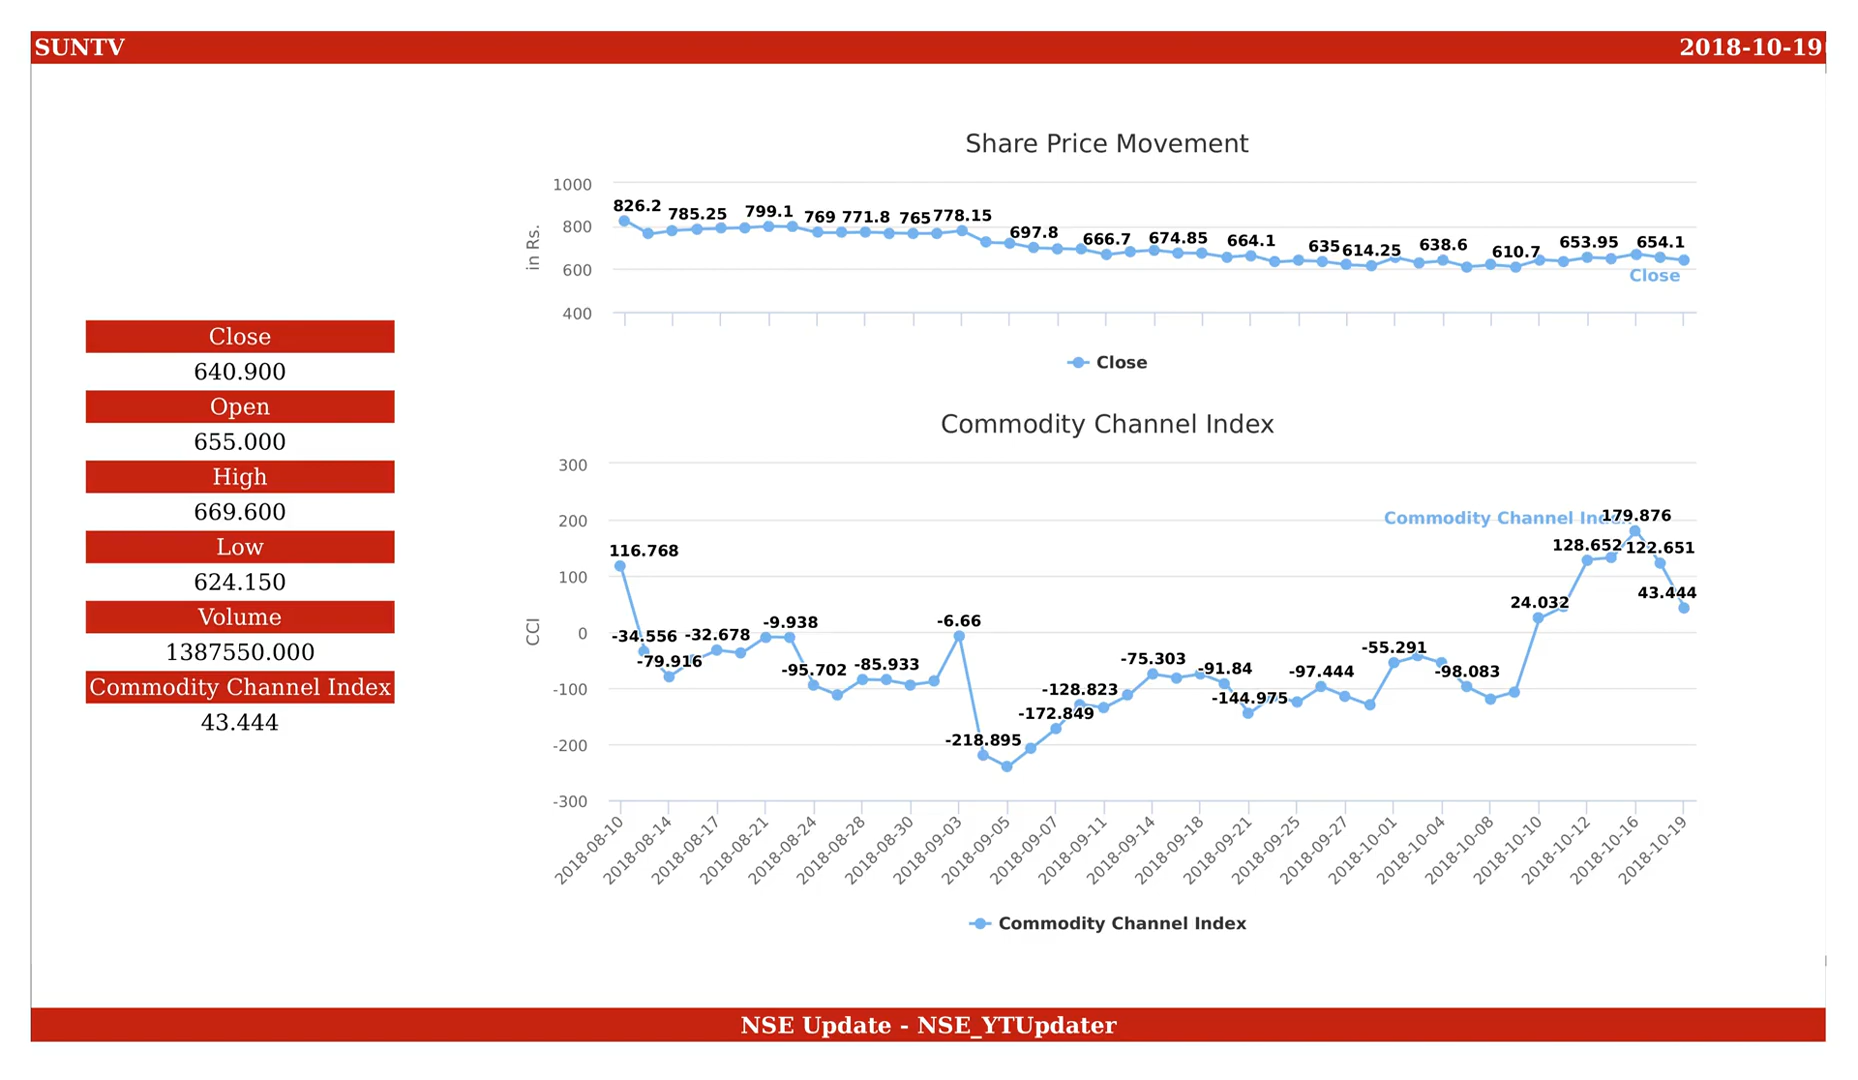 SUNTV 2018-10-19
Share Price Movement
1000
800
600
400
in Rs.
826.2 785.25 799.1 769 771.8 765 778.15 697.8 666.7 674.85 664.1 635 614.25 638.6 610.7 653.95 654.1
Close
Close
Close
640.900
Open
655.000
High
669.600
Low
624.150
Volume
1387550.000
Commodity Channel Index
43.444
Commodity Channel Index
300
200
100
0
-100
-200
-300
CCI
Commodity Channel
116.768 -34.556 -79.916 -32.678 -9.938 -95.702 -85.933 -6.66 -218.895 -172.849 -128.823 -75.303 -91.84 -144.975 -97.444 -55.291 -98.083 24.032 128.652 179.876 122.651 43.444
2018-08-10 2018-08-14 2018-08-17 2018-08-21 2018-08-24 2018-08-28 2018-08-30 2018-09-03 2018-09-05 2018-09-07 2018-09-11 2018-09-14 2018-09-18 2018-09-21 2018-09-25 2018-09-27 2018-10-01 2018-10-04 2018-10-08 2018-10-10 2018-10-12 2018-10-16 2018-10-19
Commodity Channel Index
NSE Update - NSE_YTUpdater